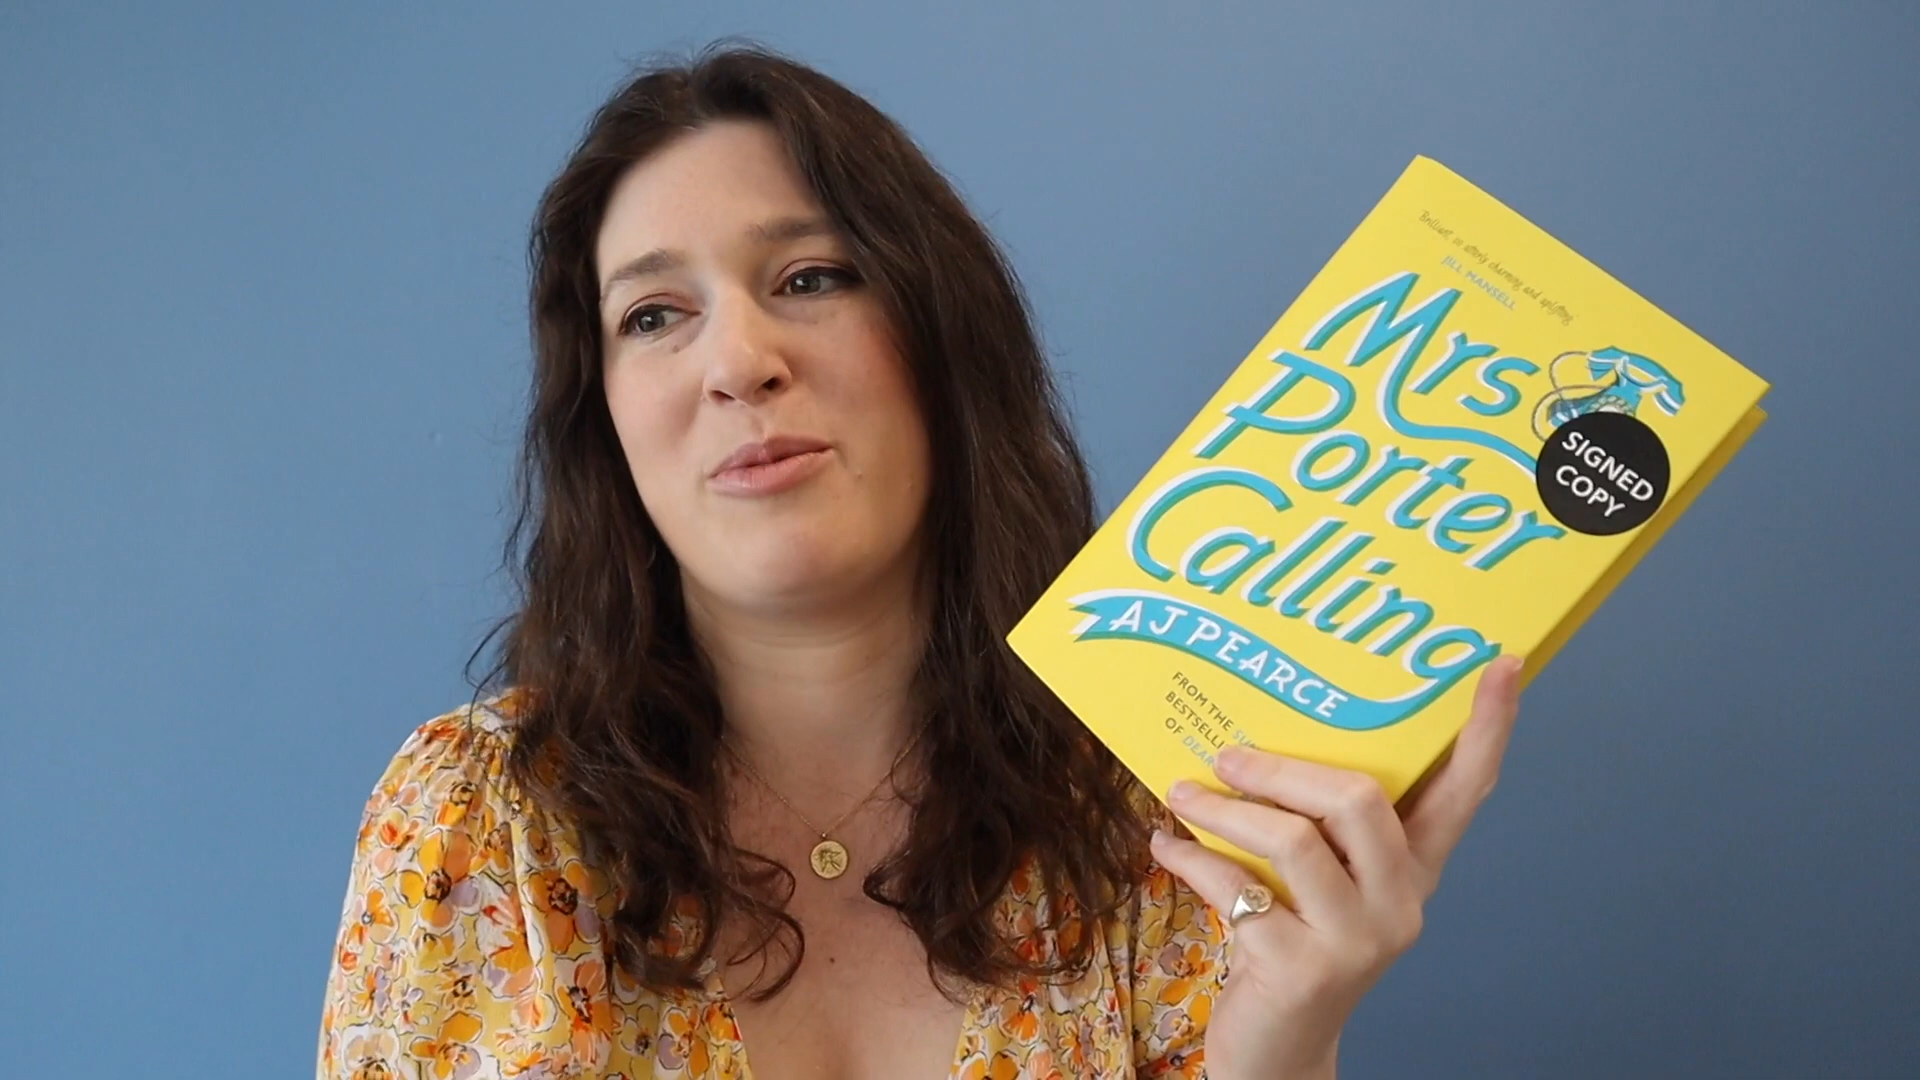 Brilliant, so utterly charming and uplifting
JILL MANSELL
Mrs
Porter
Calling
SIGNED
COPY
AJ PEARCE
FROM THE
BESTSELLI
OF DEAR